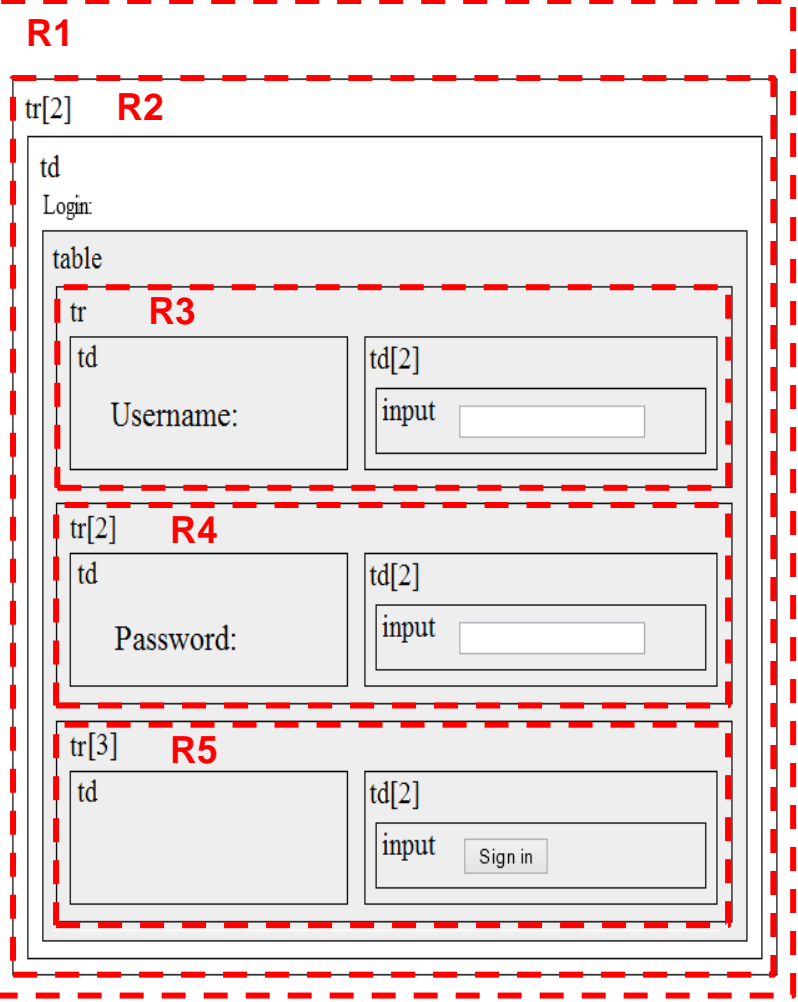 R1
tr[2] R2
td
Login:
table
tr R3
td td[2]
Username: input
tr[2] R4
td td[2]
Password: input
tr[3] R5
td td[2]
input Sign in